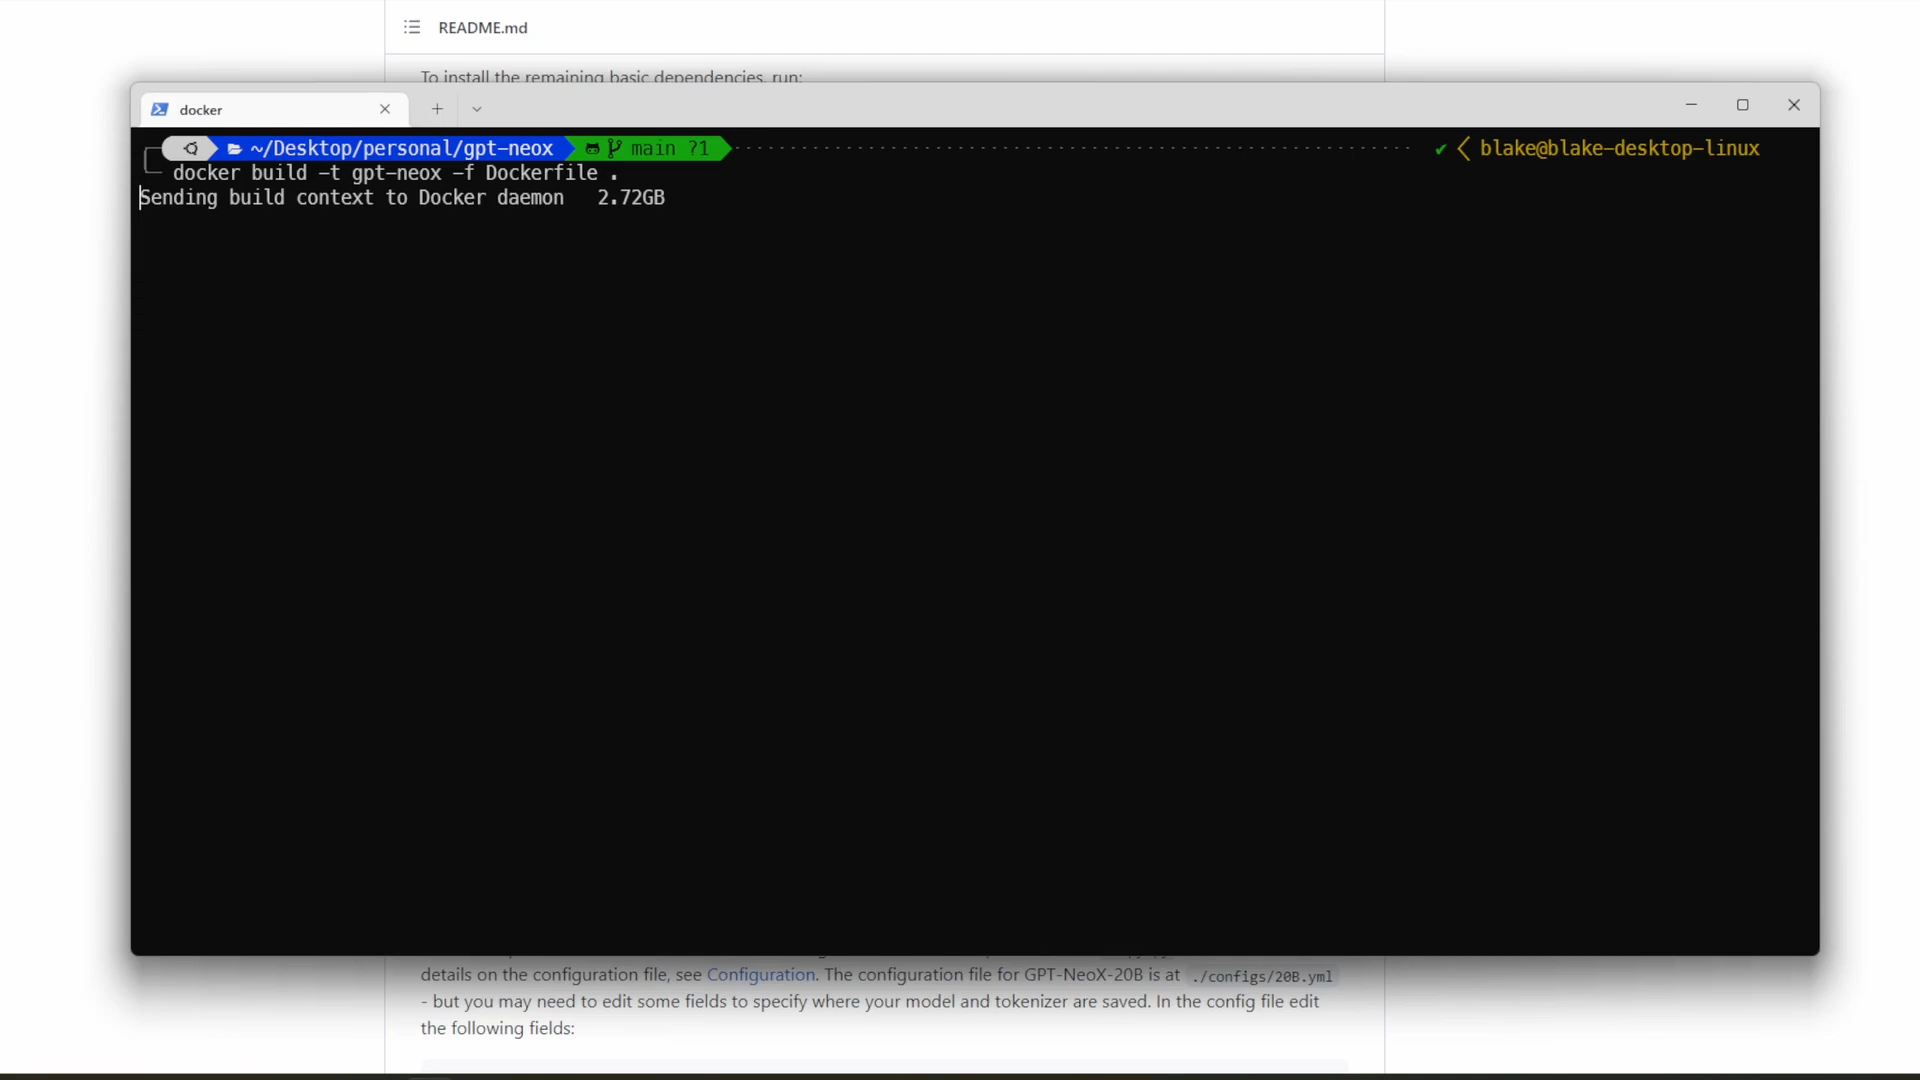 README.md
To install the remaining basic dependencies, run:
docker
~/Desktop/personal/gpt-neox main ?1 ✔ blake@blake-desktop-linux
docker build -t gpt-neox -f Dockerfile .
Sending build context to Docker daemon 2.72GB
details on the configuration file, see Configuration. The configuration file for GPT-NeoX-20B is at ./configs/20B.yml
- but you may need to edit some fields to specify where your model and tokenizer are saved. In the config file edit
the following fields: